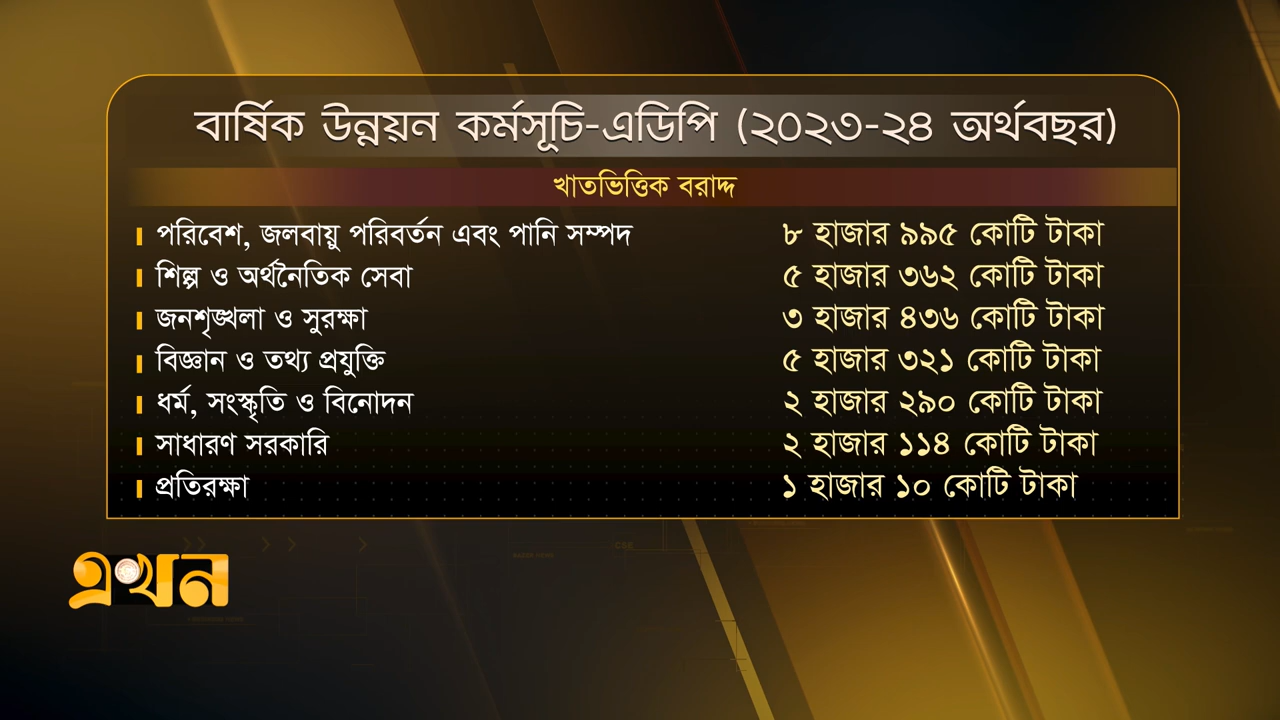 বার্ষিক উন্নয়ন কর্মসূচি-এডিপি (২০২৩-২৪ অর্থবছর)
খাতভিত্তিক বরাদ্দ
পরিবেশ, জলবায়ু পরিবর্তন এবং পানি সম্পদ ৮ হাজার ৯৯৫ কোটি টাকা
শিল্প ও অর্থনৈতিক সেবা ৫ হাজার ৩৬২ কোটি টাকা
জনশৃঙ্খলা ও সুরক্ষা ৩ হাজার ৪৩৬ কোটি টাকা
বিজ্ঞান ও তথ্য প্রযুক্তি ৫ হাজার ৩২১ কোটি টাকা
ধর্ম, সংস্কৃতি ও বিনোদন ২ হাজার ২৯০ কোটি টাকা
সাধারণ সরকারি ২ হাজার ১১৪ কোটি টাকা
প্রতিরক্ষা ১ হাজার ১০ কোটি টাকা
এখন